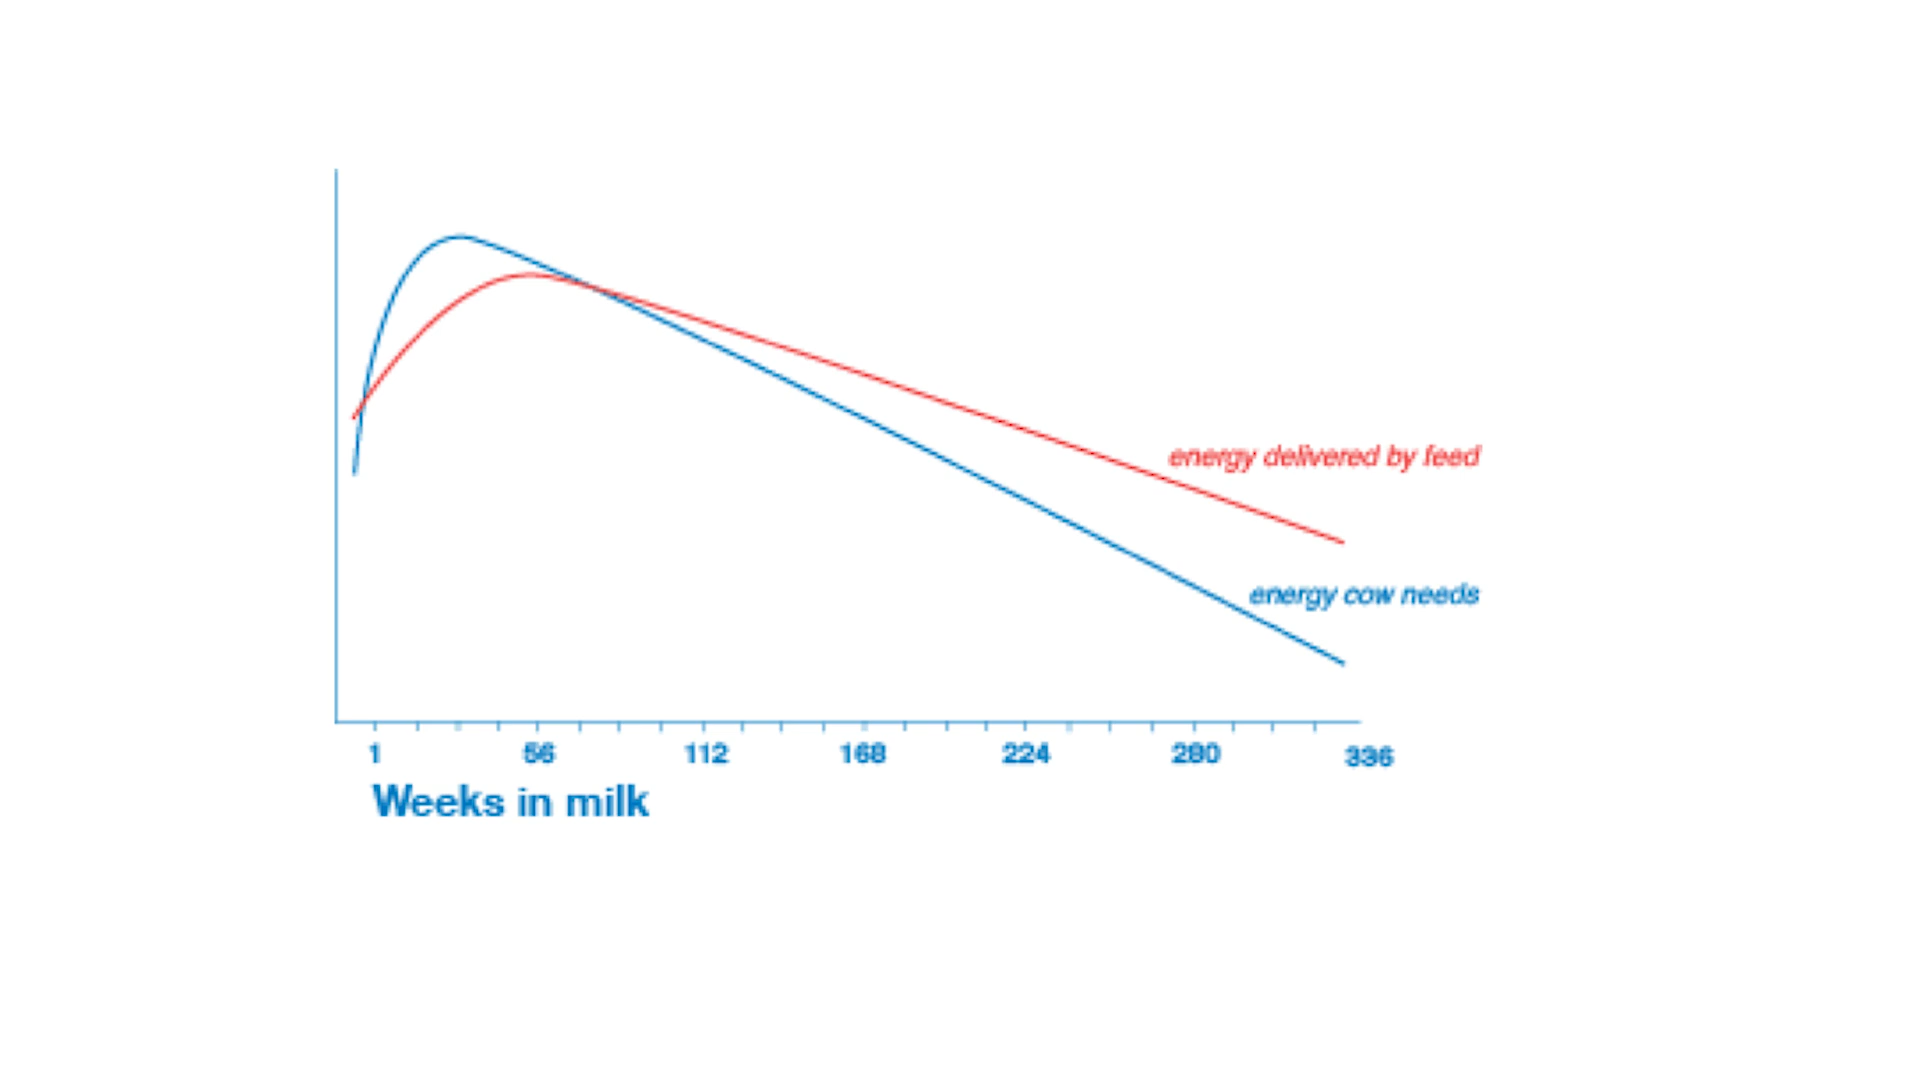 energy delivered by feed
energy cow needs
1 56 112 168 224 280 336
Weeks in milk